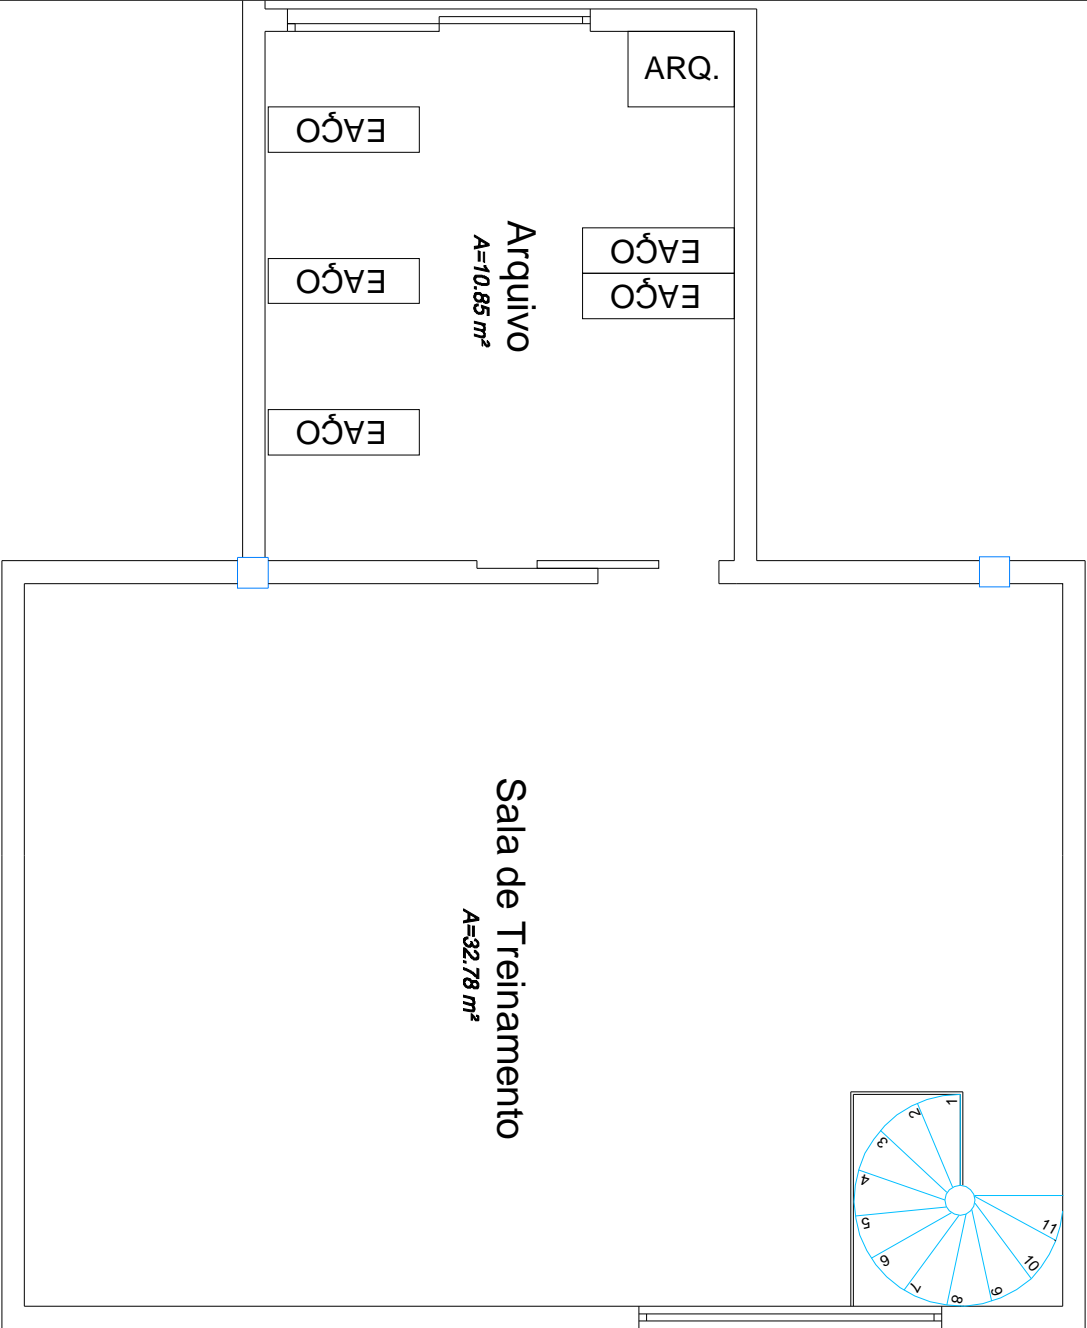 ARQ.
EAÇO
EAÇO
EAÇO
EAÇO
EAÇO
Arquivo
A=10.85 m²
Sala de Treinamento
A=32.78 m²
1
2
3
4
5
6
7
8
9
10
11